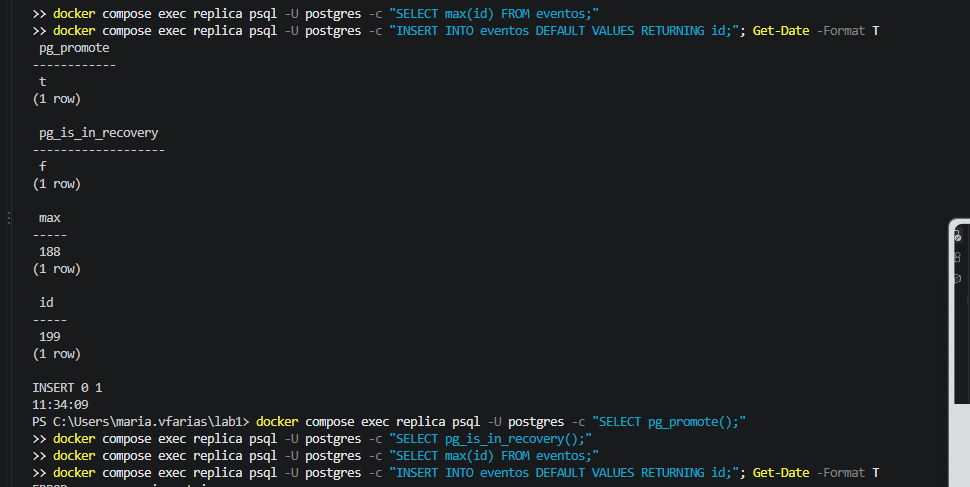 >> docker compose exec replica psql -U postgres -c "SELECT max(id) FROM eventos;"
>> docker compose exec replica psql -U postgres -c "INSERT INTO eventos DEFAULT VALUES RETURNING id;"; Get-Date -Format T
 pg_promote
------------
 t
(1 row)
 pg_is_in_recovery
-------------------
 f
(1 row)
 max
-----
 188
(1 row)
 id
-----
 199
(1 row)
INSERT 0 1
11:34:09
PS C:\Users\maria.vfarias\lab1> docker compose exec replica psql -U postgres -c "SELECT pg_promote();"
>> docker compose exec replica psql -U postgres -c "SELECT pg_is_in_recovery();"
>> docker compose exec replica psql -U postgres -c "SELECT max(id) FROM eventos;"
>> docker compose exec replica psql -U postgres -c "INSERT INTO eventos DEFAULT VALUES RETURNING id;"; Get-Date -Format T